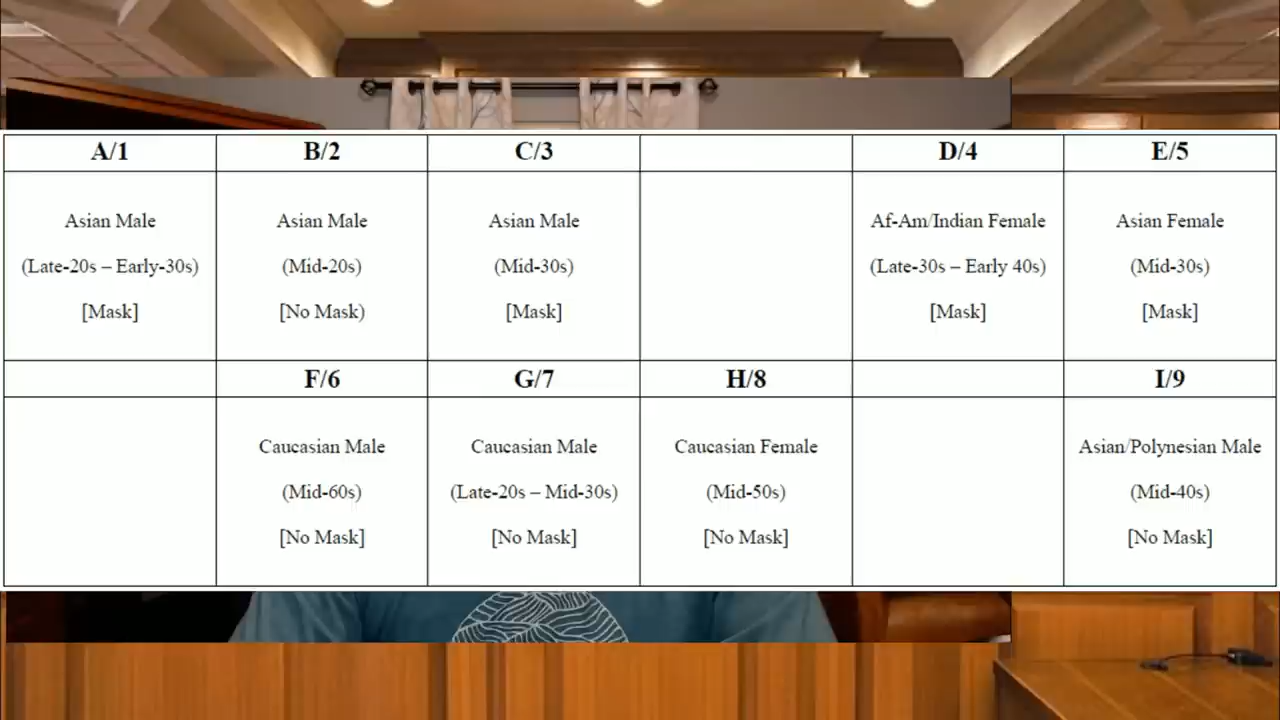 A/1 B/2 C/3 D/4 E/5
Asian Male Asian Male Asian Male Af-Am/Indian Female Asian Female
(Late-20s – Early-30s) (Mid-20s) (Mid-30s) (Late-30s – Early 40s) (Mid-30s)
[Mask] [No Mask) [Mask] [Mask] [Mask]
F/6 G/7 H/8 I/9
Caucasian Male Caucasian Male Caucasian Female Asian/Polynesian Male
(Mid-60s) (Late-20s – Mid-30s) (Mid-50s) (Mid-40s)
[No Mask] [No Mask] [No Mask] [No Mask]